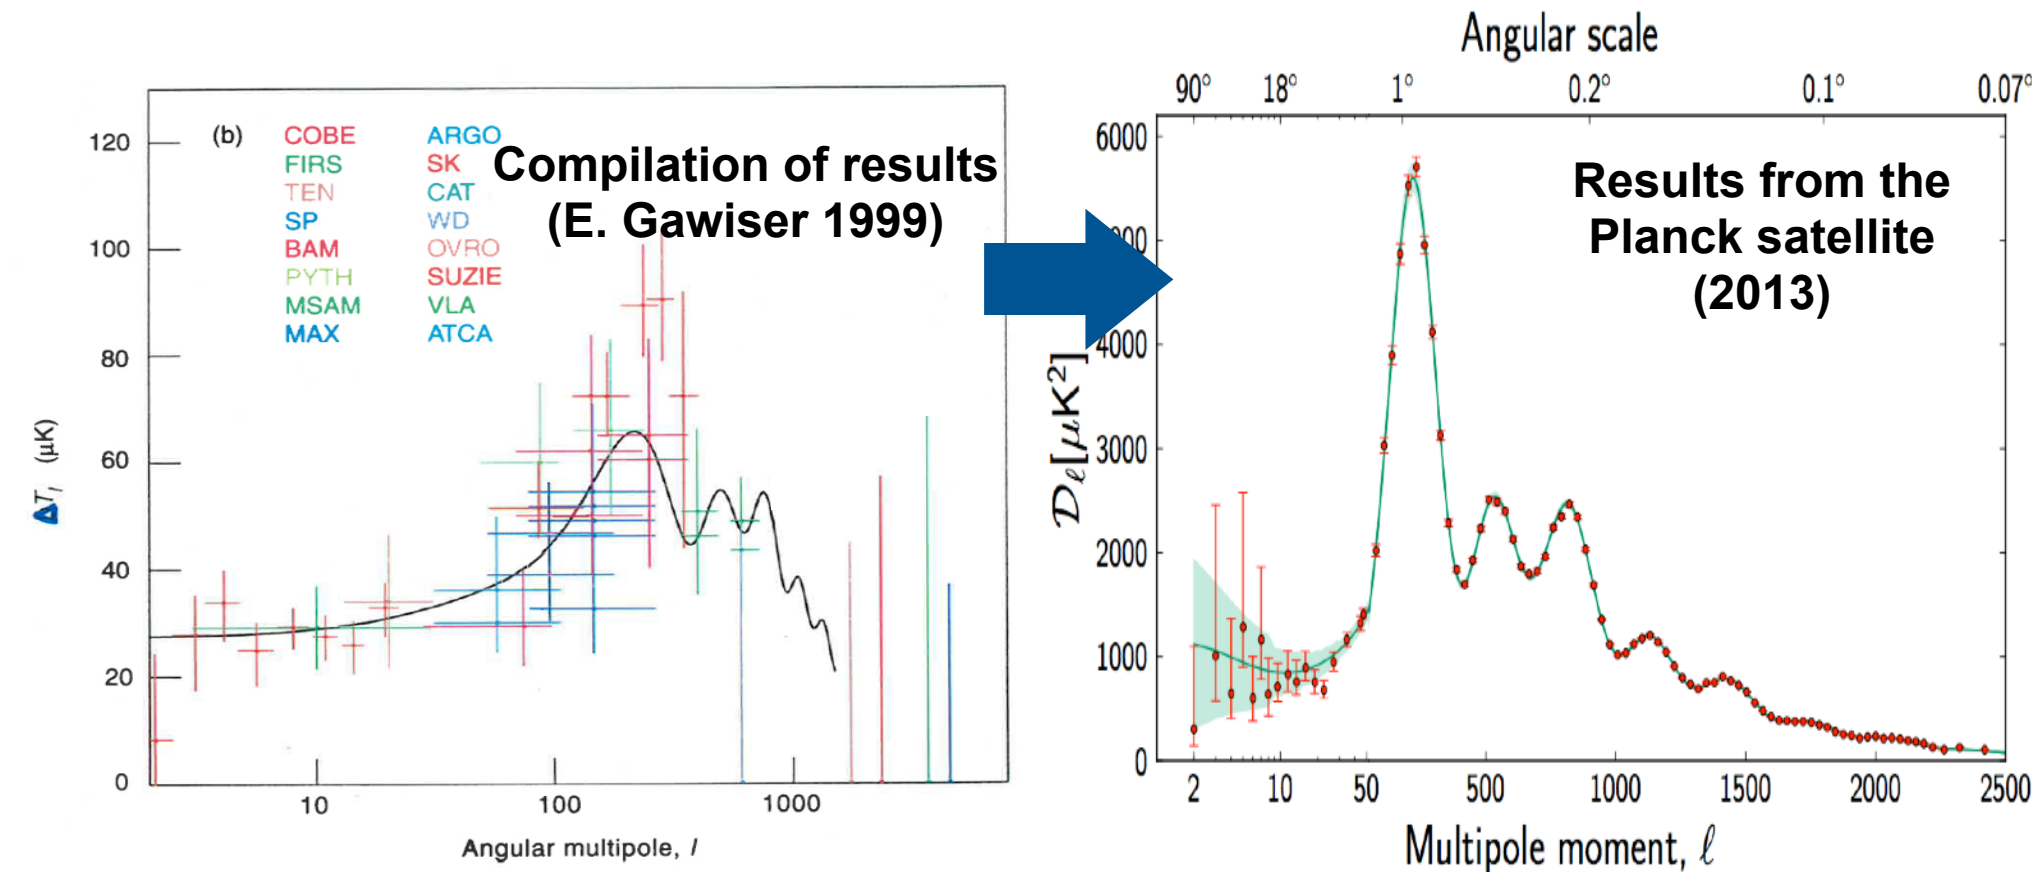 (b)
COBE
FIRS
TEN
SP
BAM
PYTH
MSAM
MAX
ARGO
SK
CAT
WD
OVRO
SUZIE
VLA
ATCA
Compilation of results
(E. Gawiser 1999)
120
100
80
60
40
20
0
ΔT_l (μK)
10 100 1000
Angular multipole, l
Angular scale
90° 18° 1° 0.2° 0.1° 0.07°
Results from the
Planck satellite
(2013)
6000
4000
3000
2000
1000
0
𝒟_ℓ[μK²]
2 10 50 500 1000 1500 2000 2500
Multipole moment, ℓ